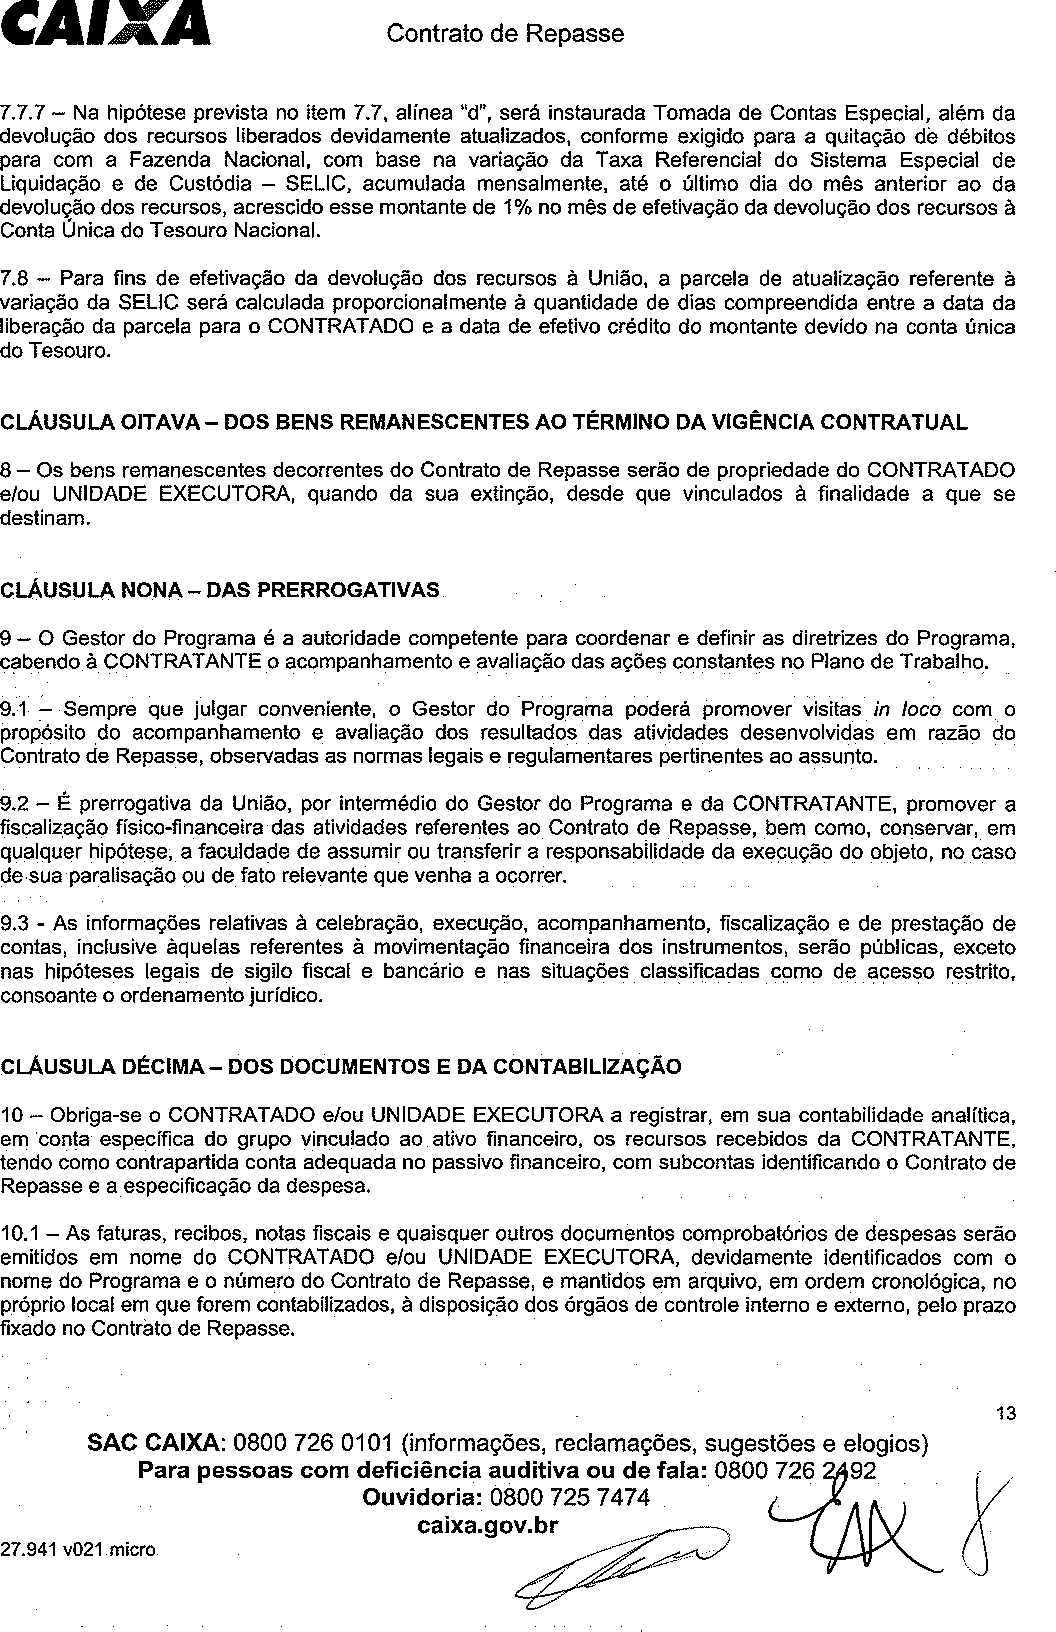 CAIXA
Contrato de Repasse
7.7.7 – Na hipótese prevista no item 7.7, alínea "d", será instaurada Tomada de Contas Especial, além da
devolução dos recursos liberados devidamente atualizados, conforme exigido para a quitação de débitos
para com a Fazenda Nacional, com base na variação da Taxa Referencial do Sistema Especial de
Liquidação e de Custódia – SELIC, acumulada mensalmente, até o último dia do mês anterior ao da
devolução dos recursos, acrescido esse montante de 1% no mês de efetivação da devolução dos recursos à
Conta Única do Tesouro Nacional.
7.8 – Para fins de efetivação da devolução dos recursos à União, a parcela de atualização referente à
variação da SELIC será calculada proporcionalmente à quantidade de dias compreendida entre a data da
liberação da parcela para o CONTRATADO e a data de efetivo crédito do montante devido na conta única
do Tesouro.
CLÁUSULA OITAVA – DOS BENS REMANESCENTES AO TÉRMINO DA VIGÊNCIA CONTRATUAL
8 – Os bens remanescentes decorrentes do Contrato de Repasse serão de propriedade do CONTRATADO
e/ou UNIDADE EXECUTORA, quando da sua extinção, desde que vinculados à finalidade a que se
destinam.
CLÁUSULA NONA – DAS PRERROGATIVAS
9 – O Gestor do Programa é a autoridade competente para coordenar e definir as diretrizes do Programa,
cabendo à CONTRATANTE o acompanhamento e avaliação das ações constantes no Plano de Trabalho.
9.1 – Sempre que julgar conveniente, o Gestor do Programa poderá promover visitas in loco com o
propósito do acompanhamento e avaliação dos resultados das atividades desenvolvidas em razão do
Contrato de Repasse, observadas as normas legais e regulamentares pertinentes ao assunto.
9.2 – É prerrogativa da União, por intermédio do Gestor do Programa e da CONTRATANTE, promover a
fiscalização físico-financeira das atividades referentes ao Contrato de Repasse, bem como, conservar, em
qualquer hipótese, a faculdade de assumir ou transferir a responsabilidade da execução do objeto, no caso
de sua paralisação ou de fato relevante que venha a ocorrer.
9.3 - As informações relativas à celebração, execução, acompanhamento, fiscalização e de prestação de
contas, inclusive àquelas referentes à movimentação financeira dos instrumentos, serão públicas, exceto
nas hipóteses legais de sigilo fiscal e bancário e nas situações classificadas como de acesso restrito,
consoante o ordenamento jurídico.
CLÁUSULA DÉCIMA – DOS DOCUMENTOS E DA CONTABILIZAÇÃO
10 – Obriga-se o CONTRATADO e/ou UNIDADE EXECUTORA a registrar, em sua contabilidade analítica,
em conta específica do grupo vinculado ao ativo financeiro, os recursos recebidos da CONTRATANTE,
tendo como contrapartida conta adequada no passivo financeiro, com subcontas identificando o Contrato de
Repasse e a especificação da despesa.
10.1 – As faturas, recibos, notas fiscais e quaisquer outros documentos comprobatórios de despesas serão
emitidos em nome do CONTRATADO e/ou UNIDADE EXECUTORA, devidamente identificados com o
nome do Programa e o número do Contrato de Repasse, e mantidos em arquivo, em ordem cronológica, no
próprio local em que forem contabilizados, à disposição dos órgãos de controle interno e externo, pelo prazo
fixado no Contrato de Repasse.
13
SAC CAIXA: 0800 726 0101 (informações, reclamações, sugestões e elogios)
Para pessoas com deficiência auditiva ou de fala: 0800 726 2492
Ouvidoria: 0800 725 7474
caixa.gov.br
27.941 v021 micro